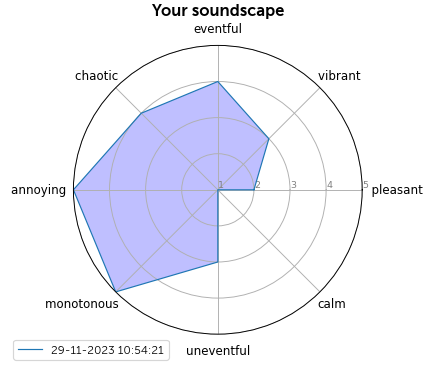 Your soundscape
eventful
chaotic
vibrant
annoying
1 2 3 4 5
pleasant
monotonous
calm
uneventful
29-11-2023 10:54:21